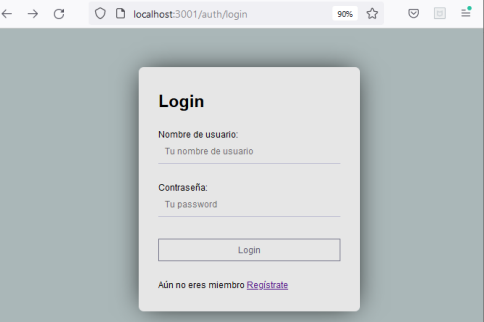 localhost:3001/auth/login
90%
Login
Nombre de usuario:
Tu nombre de usuario
Contraseña:
Tu password
Login
Aún no eres miembro Regístrate